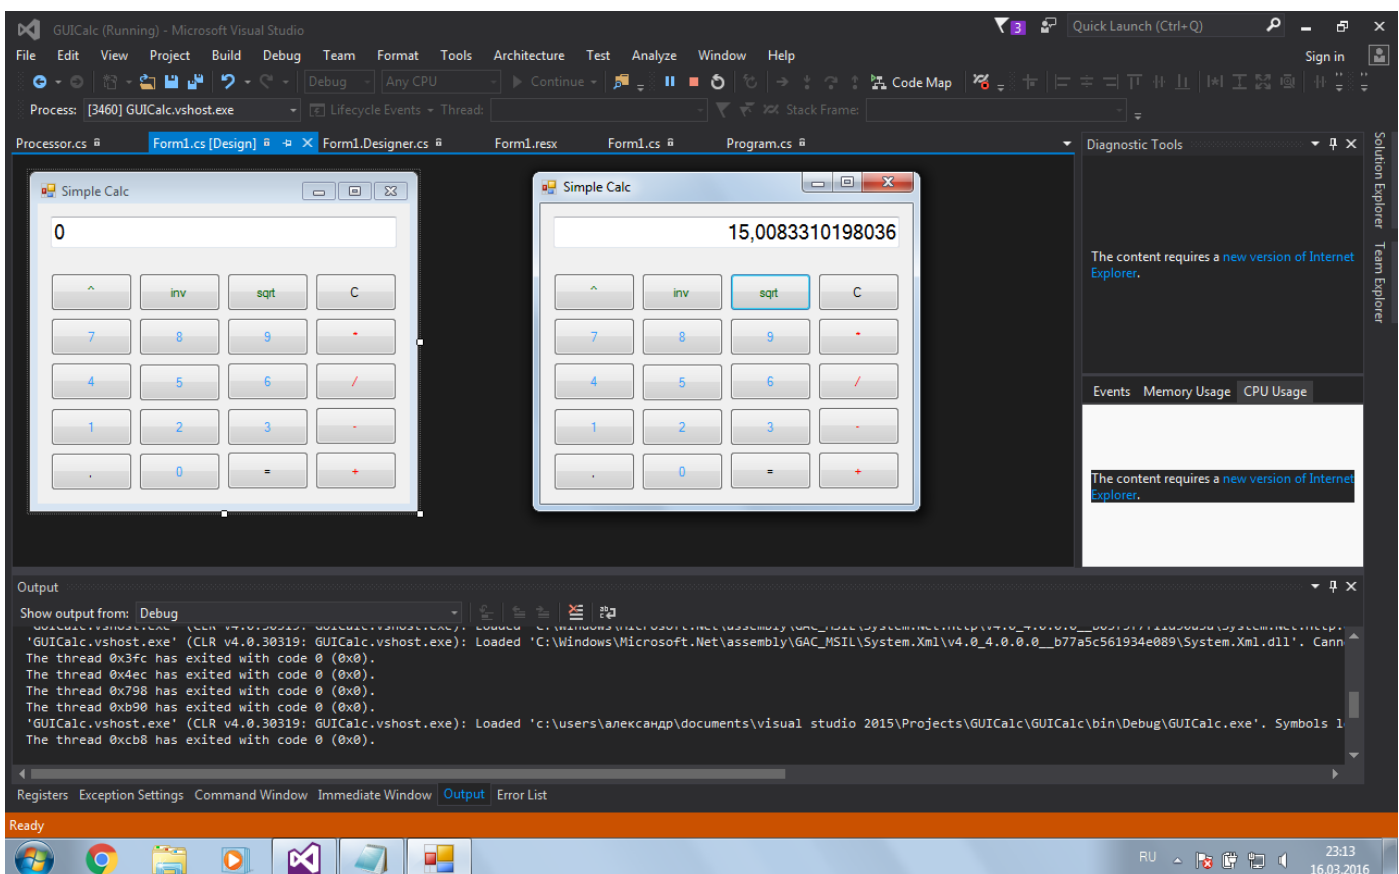 GUICalc (Running) - Microsoft Visual Studio
3
Quick Launch (Ctrl+Q)
File Edit View Project Build Debug Team Format Tools Architecture Test Analyze Window Help
Sign in
Debug Any CPU Continue Code Map
Process: [3460] GUICalc.vshost.exe Lifecycle Events Thread: Stack Frame:
Processor.cs Form1.cs [Design] Form1.Designer.cs Form1.resx Form1.cs Program.cs
Diagnostic Tools
Solution Explorer
Team Explorer
Simple Calc
0
^ inv sqrt C
7 8 9 *
4 5 6 /
1 2 3 -
, 0 = +
Simple Calc
15,0083310198036
^ inv sqrt C
7 8 9 *
4 5 6 /
1 2 3 -
, 0 = +
The content requires a new version of Internet
Explorer.
Events Memory Usage CPU Usage
The content requires a new version of Internet
Explorer.
Output
Show output from: Debug
'GUICalc.vshost.exe' (CLR v4.0.30319: GUICalc.vshost.exe): Loaded 'C:\Windows\Microsoft.Net\assembly\GAC_MSIL\System.Xml\v4.0_4.0.0.0__b77a5c561934e089\System.Xml.dll'. Cann
The thread 0x3fc has exited with code 0 (0x0).
The thread 0x4ec has exited with code 0 (0x0).
The thread 0x798 has exited with code 0 (0x0).
The thread 0xb90 has exited with code 0 (0x0).
'GUICalc.vshost.exe' (CLR v4.0.30319: GUICalc.vshost.exe): Loaded 'c:\users\александр\documents\visual studio 2015\Projects\GUICalc\GUICalc\bin\Debug\GUICalc.exe'. Symbols l
The thread 0xcb8 has exited with code 0 (0x0).
Registers Exception Settings Command Window Immediate Window Output Error List
Ready
RU
23:13
16.03.2016